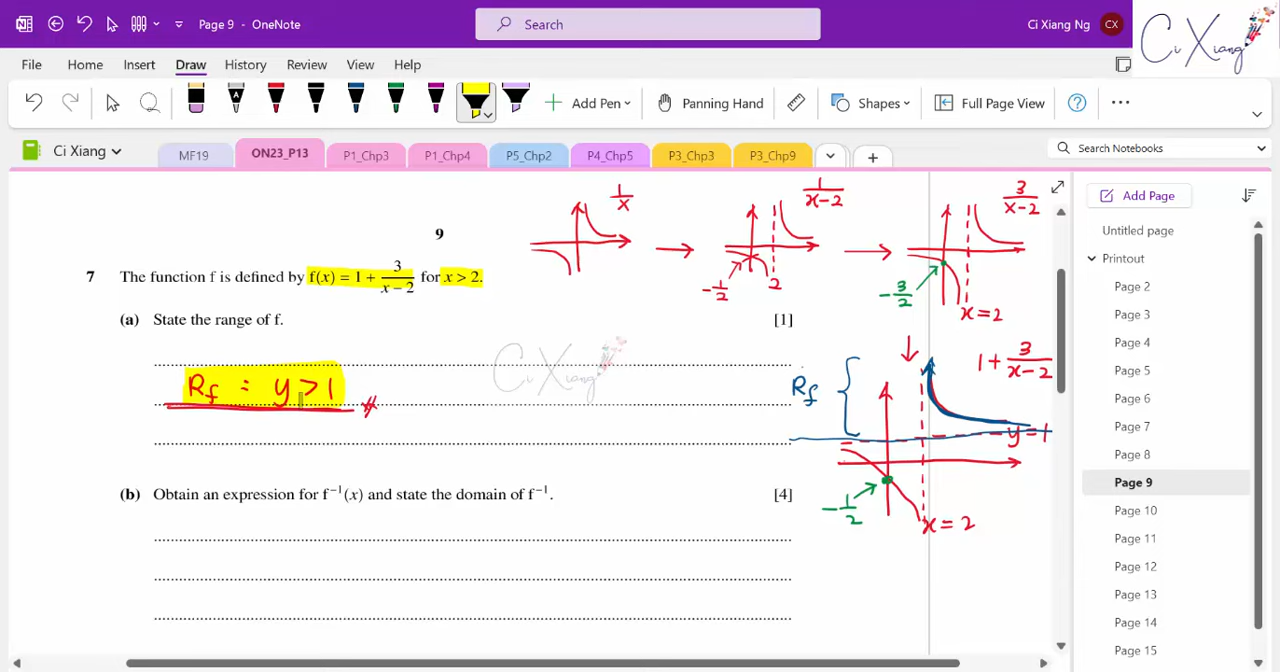 Page 9 - OneNote
Search
Ci Xiang Ng
CX
Ci Xiang
File
Home
Insert
Draw
History
Review
View
Help
Add Pen
Panning Hand
Shapes
Full Page View
Ci Xiang
MF19
ON23_P13
P1_Chp3
P1_Chp4
P5_Chp2
P4_Chp5
P3_Chp3
P3_Chp9
Search Notebooks
Add Page
Untitled page
Printout
Page 2
Page 3
Page 4
Page 5
Page 6
Page 7
Page 8
Page 9
Page 10
Page 11
Page 12
Page 13
Page 14
Page 15
9
7 The function f is defined by f(x) = 1 + 3/(x − 2) for x > 2.
(a) State the range of f. [1]
Rf : y > 1
(b) Obtain an expression for f⁻¹(x) and state the domain of f⁻¹. [4]
Ci Xiang
1/x
1/(x-2)
-1/2
2
3/(x-2)
-3/2
x = 2
1 + 3/(x-2)
Rf
y = 1
-1/2
x = 2